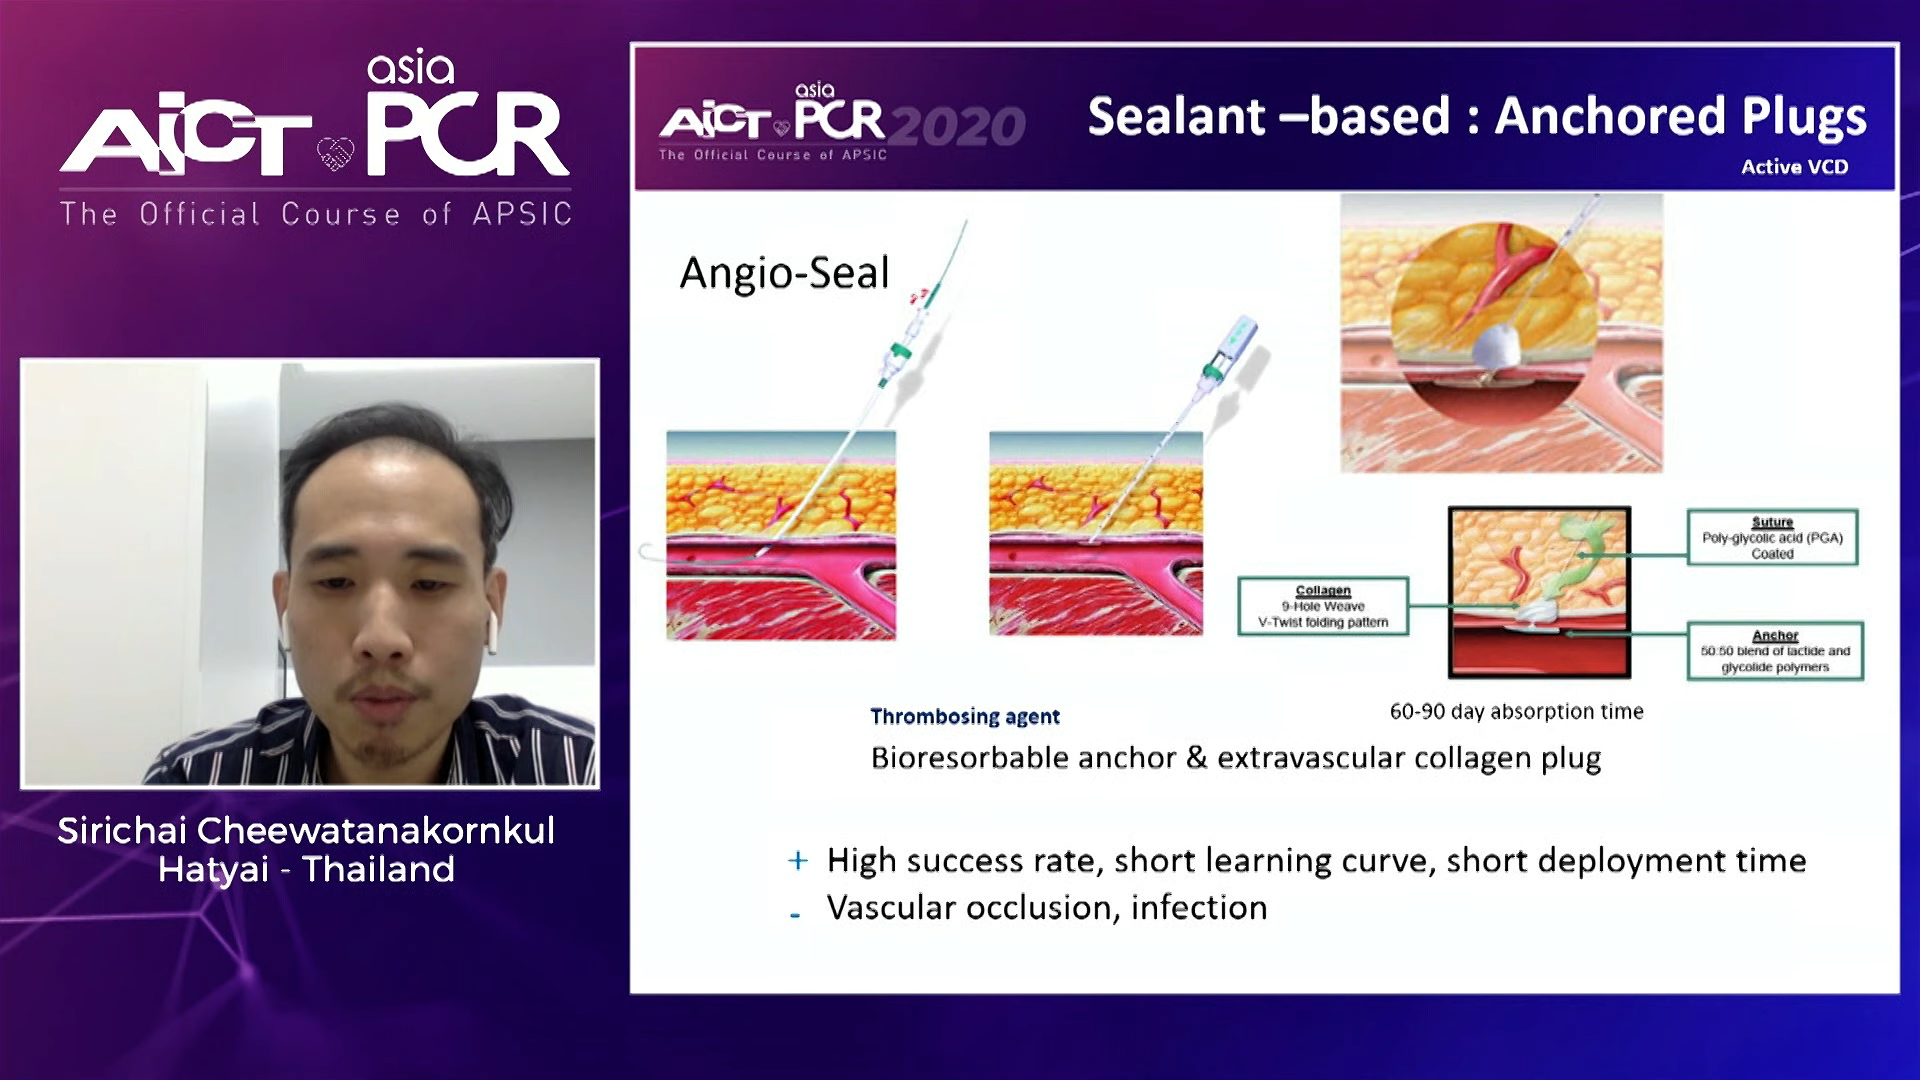 asia
AiCT PCR
The Official Course of APSIC
Sirichai Cheewatanakornkul
Hatyai - Thailand
asia
AiCT PCR 2020
The Official Course of APSIC
Sealant –based : Anchored Plugs
Active VCD
Angio-Seal
Suture
Poly-glycolic acid (PGA)
Coated
Collagen
9-Hole Weave
V-Twist folding pattern
Anchor
50:50 blend of lactide and
glycolide polymers
60-90 day absorption time
Thrombosing agent
Bioresorbable anchor & extravascular collagen plug
+ High success rate, short learning curve, short deployment time
- Vascular occlusion, infection